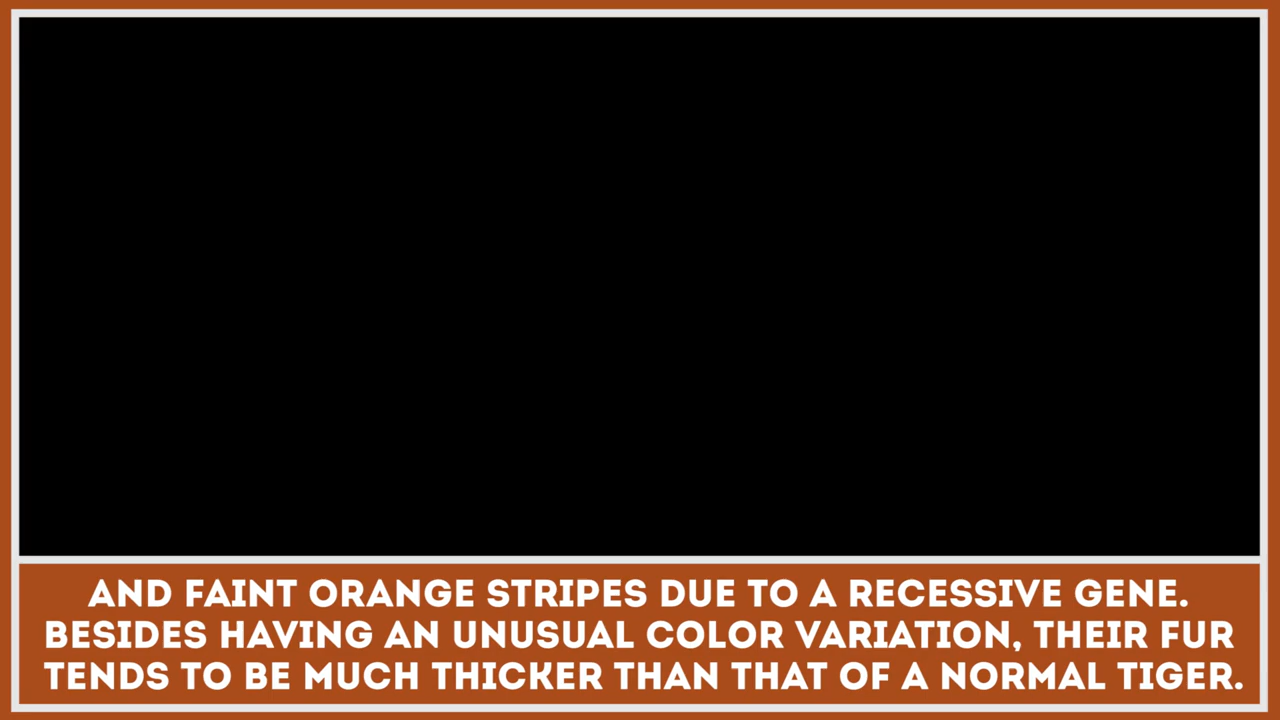 AND FAINT ORANGE STRIPES DUE TO A RECESSIVE GENE.
BESIDES HAVING AN UNUSUAL COLOR VARIATION, THEIR FUR
TENDS TO BE MUCH THICKER THAN THAT OF A NORMAL TIGER.